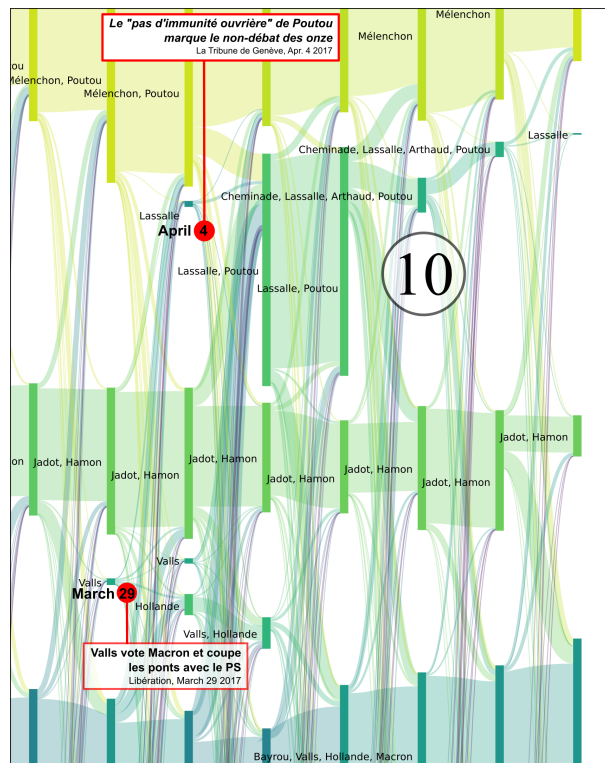 Le "pas d'immunité ouvrière" de Poutou
marque le non-débat des onze
La Tribune de Genève, Apr. 4 2017
Mélenchon
ou
Mélenchon, Poutou
Mélenchon, Poutou
Lassalle
Cheminade, Lassalle, Arthaud, Poutou
Cheminade, Lassalle, Arthaud, Poutou
Lassalle
April 4
Lassalle, Poutou
Lassalle, Poutou
10
on
Jadot, Hamon
Jadot, Hamon
Jadot, Hamon
Jadot, Hamon
Jadot, Hamon
Jadot, Hamon
Jadot, Hamon
Valls
Valls
March 29
Hollande
Valls, Hollande
Valls vote Macron et coupe
les ponts avec le PS
Libération, March 29 2017
Bayrou, Valls, Hollande, Macron